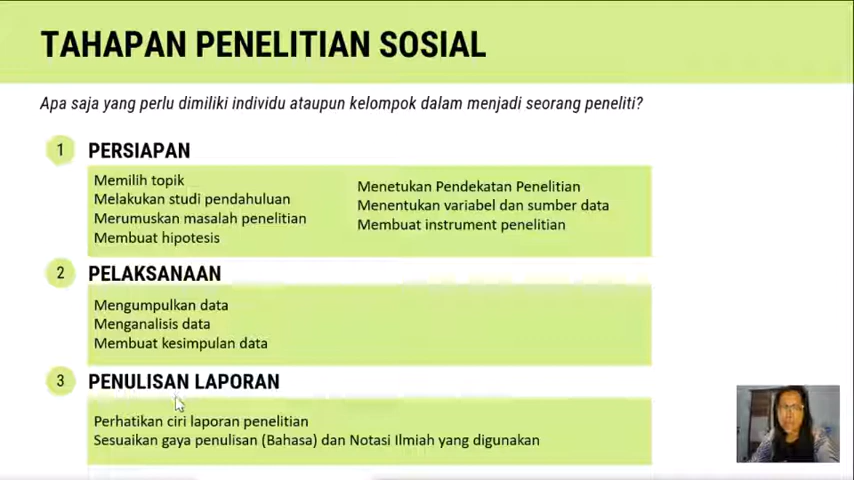 TAHAPAN PENELITIAN SOSIAL
Apa saja yang perlu dimiliki individu ataupun kelompok dalam menjadi seorang peneliti?
1 PERSIAPAN
Memilih topik
Melakukan studi pendahuluan
Merumuskan masalah penelitian
Membuat hipotesis
Menetukan Pendekatan Penelitian
Menentukan variabel dan sumber data
Membuat instrument penelitian
2 PELAKSANAAN
Mengumpulkan data
Menganalisis data
Membuat kesimpulan data
3 PENULISAN LAPORAN
Perhatikan ciri laporan penelitian
Sesuaikan gaya penulisan (Bahasa) dan Notasi Ilmiah yang digunakan